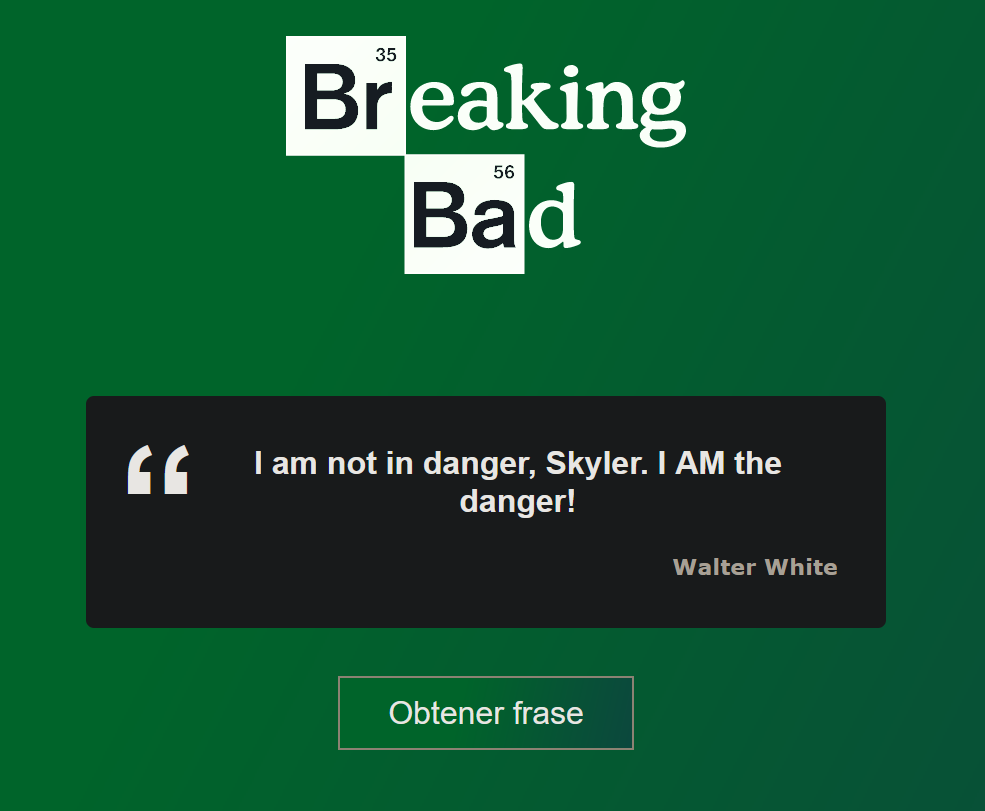 35
Breaking
56
Bad
I am not in danger, Skyler. I AM the
danger!
Walter White
Obtener frase